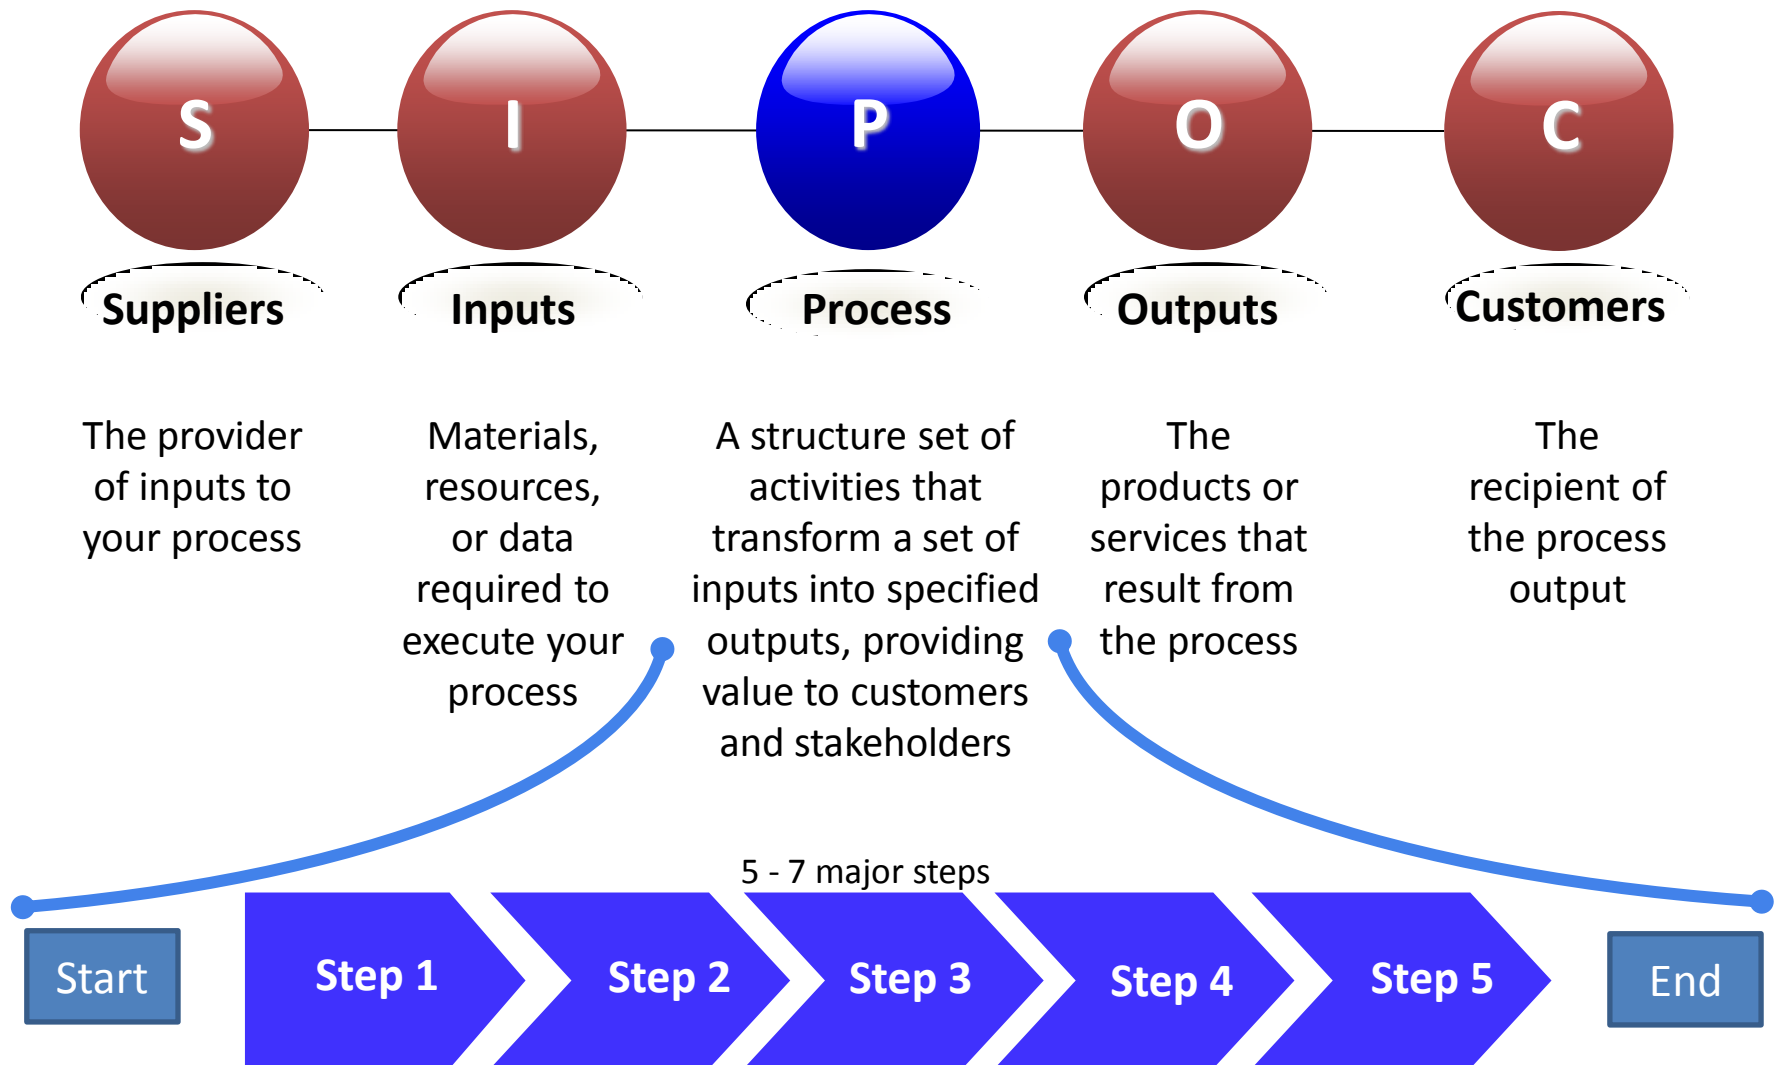 S
I
P
O
C
Suppliers
Inputs
Process
Outputs
Customers
The provider
of inputs to
your process
Materials,
resources,
or data
required to
execute your
process
A structure set of
activities that
transform a set of
inputs into specified
outputs, providing
value to customers
and stakeholders
The
products or
services that
result from
the process
The
recipient of
the process
output
5 - 7 major steps
Start
Step 1
Step 2
Step 3
Step 4
Step 5
End